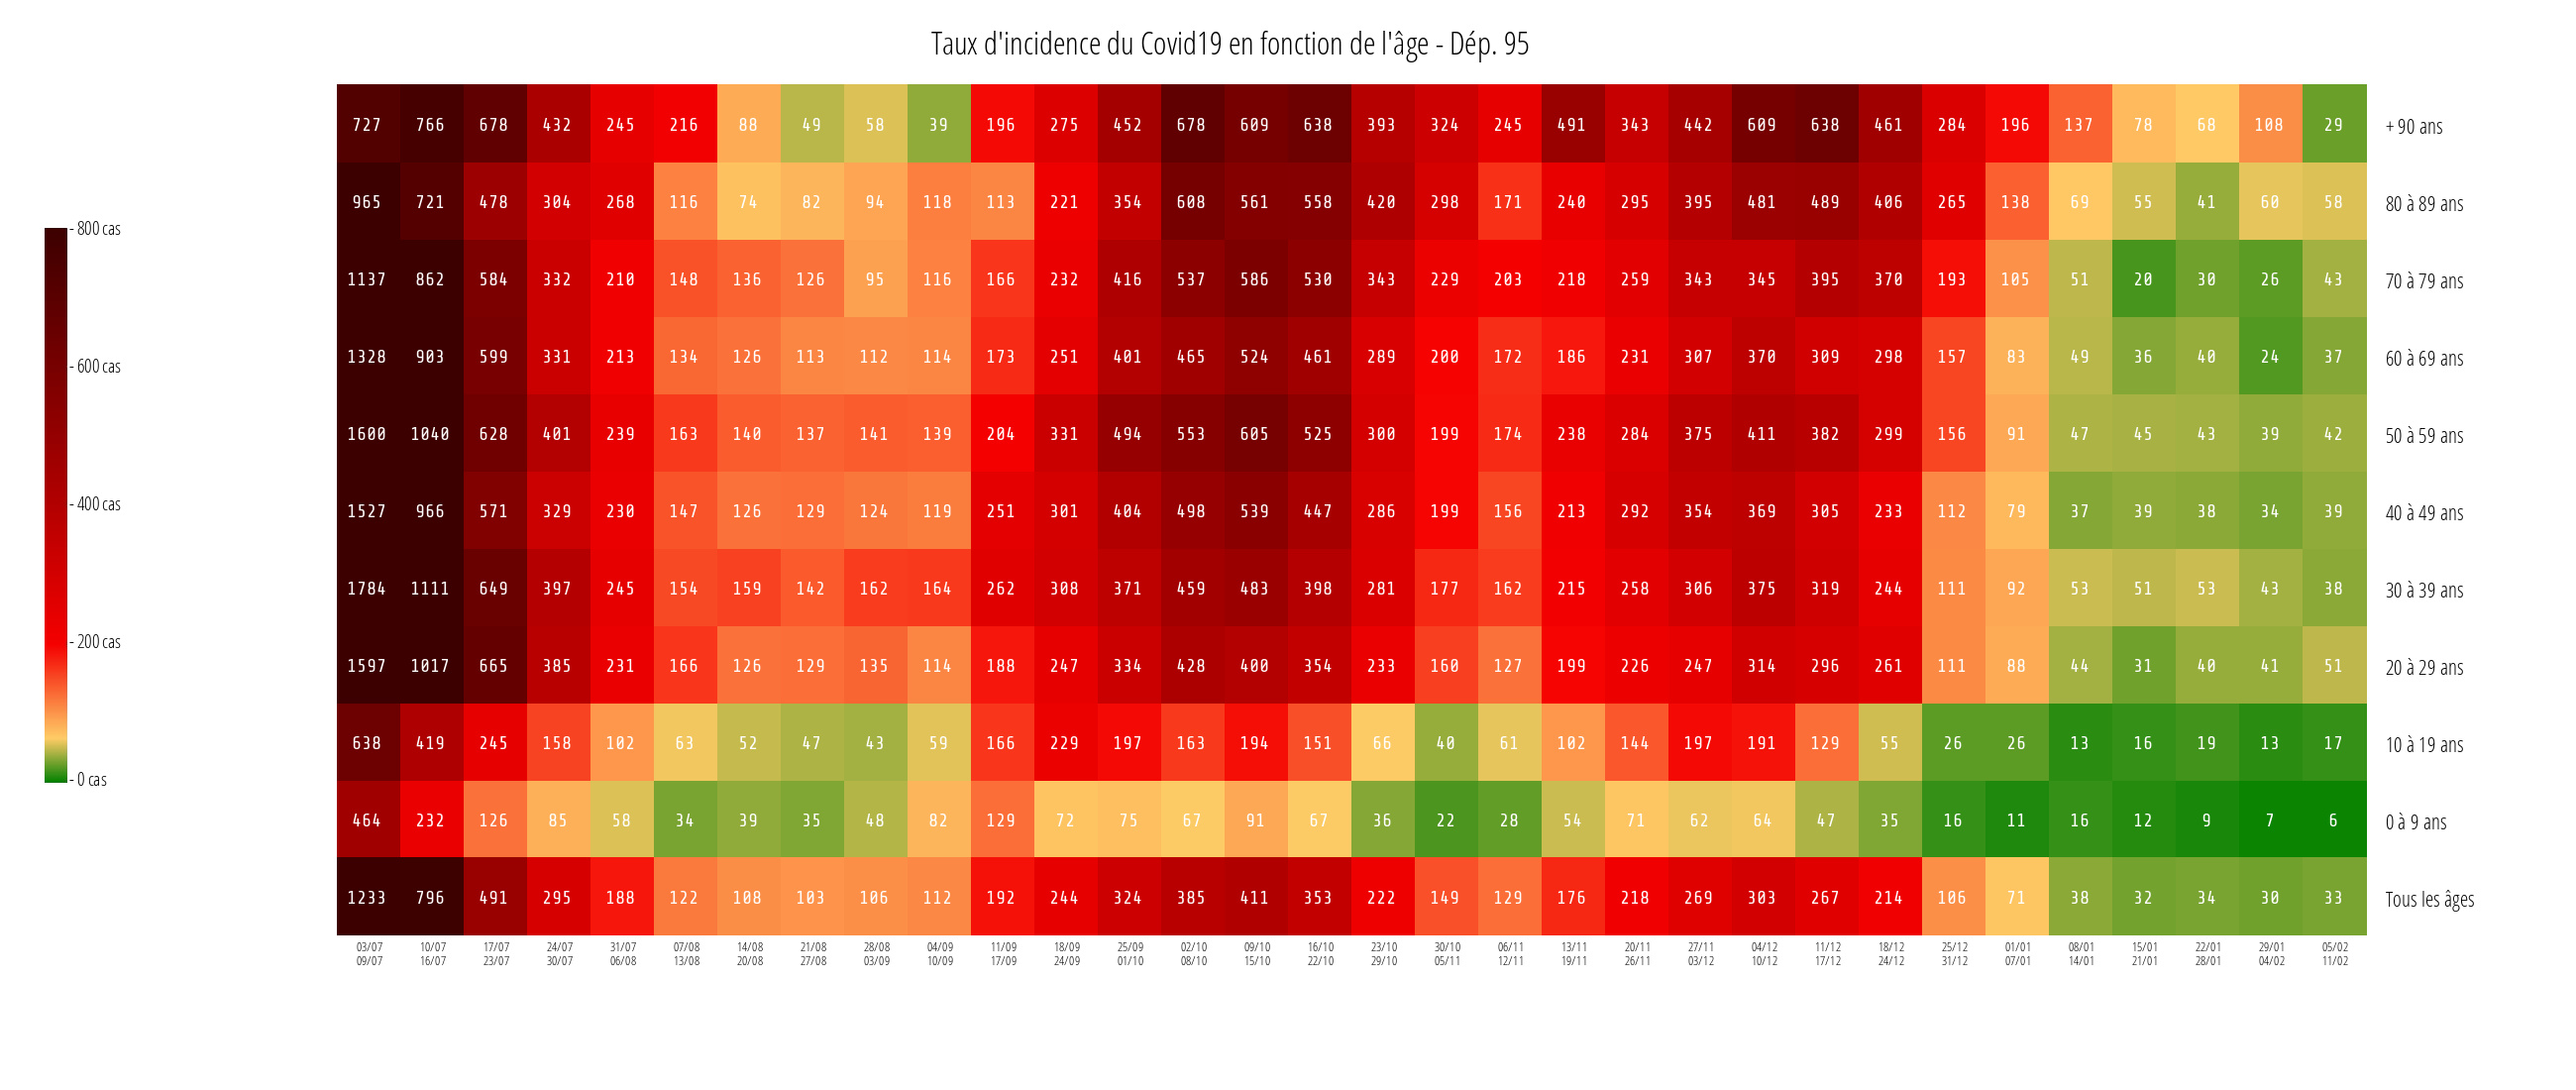 Taux d'incidence du Covid19 en fonction de l'âge - Dép. 95
- 800 cas
- 600 cas
- 400 cas
- 200 cas
- 0 cas
727 766 678 432 245 216 88 49 58 39 196 275 452 678 609 638 393 324 245 491 343 442 609 638 461 284 196 137 78 68 108 29 + 90 ans
965 721 478 304 268 116 74 82 94 118 113 221 354 608 561 558 420 298 171 240 295 395 481 489 406 265 138 69 55 41 60 58 80 à 89 ans
1137 862 584 332 210 148 136 126 95 116 166 232 416 537 586 530 343 229 203 218 259 343 345 395 370 193 105 51 20 30 26 43 70 à 79 ans
1328 903 599 331 213 134 126 113 112 114 173 251 401 465 524 461 289 200 172 186 231 307 370 309 298 157 83 49 36 40 24 37 60 à 69 ans
1600 1040 628 401 239 163 140 137 141 139 204 331 494 553 605 525 300 199 174 238 284 375 411 382 299 156 91 47 45 43 39 42 50 à 59 ans
1527 966 571 329 230 147 126 129 124 119 251 301 404 498 539 447 286 199 156 213 292 354 369 305 233 112 79 37 39 38 34 39 40 à 49 ans
1784 1111 649 397 245 154 159 142 162 164 262 308 371 459 483 398 281 177 162 215 258 306 375 319 244 111 92 53 51 53 43 38 30 à 39 ans
1597 1017 665 385 231 166 126 129 135 114 188 247 334 428 400 354 233 160 127 199 226 247 314 296 261 111 88 44 31 40 41 51 20 à 29 ans
638 419 245 158 102 63 52 47 43 59 166 229 197 163 194 151 66 40 61 102 144 197 191 129 55 26 26 13 16 19 13 17 10 à 19 ans
464 232 126 85 58 34 39 35 48 82 129 72 75 67 91 67 36 22 28 54 71 62 64 47 35 16 11 16 12 9 7 6 0 à 9 ans
1233 796 491 295 188 122 108 103 106 112 192 244 324 385 411 353 222 149 129 176 218 269 303 267 214 106 71 38 32 34 30 33 Tous les âges
03/07 10/07 17/07 24/07 31/07 07/08 14/08 21/08 28/08 04/09 11/09 18/09 25/09 02/10 09/10 16/10 23/10 30/10 06/11 13/11 20/11 27/11 04/12 11/12 18/12 25/12 01/01 08/01 15/01 22/01 29/01 05/02
09/07 16/07 23/07 30/07 06/08 13/08 20/08 27/08 03/09 10/09 17/09 24/09 01/10 08/10 15/10 22/10 29/10 05/11 12/11 19/11 26/11 03/12 10/12 17/12 24/12 31/12 07/01 14/01 21/01 28/01 04/02 11/02